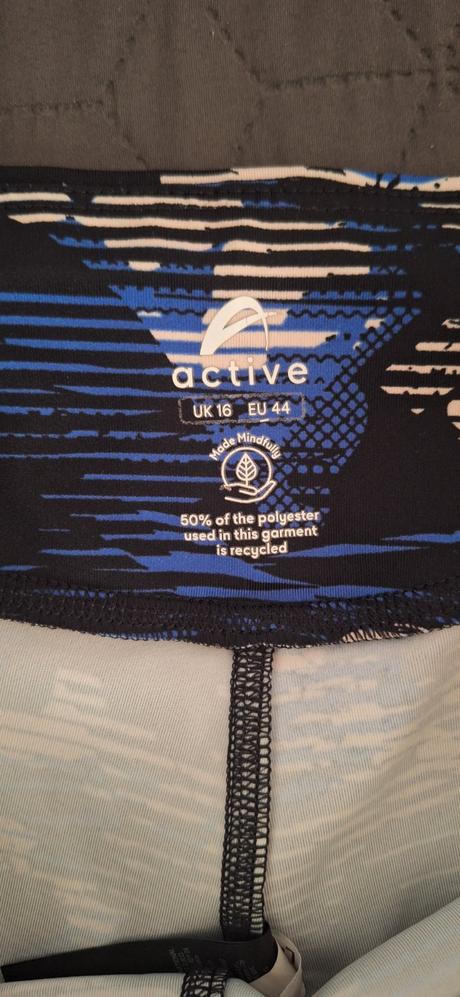 active
UK 16 EU 44
Made Mindfully
50% of the polyester
used in this garment
is recycled